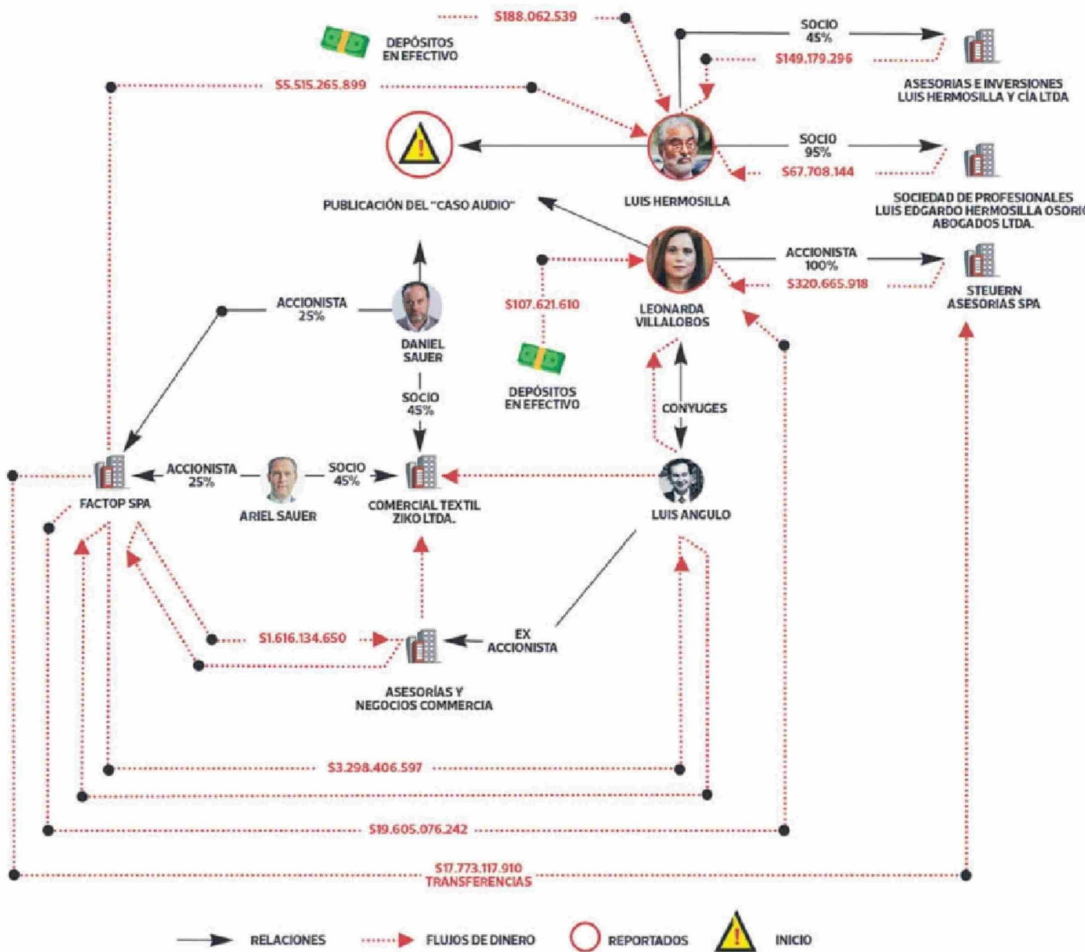 $188.062.539
DEPÓSITOS
EN EFECTIVO
SOCIO
45%
$149.179.296
ASESORIAS E INVERSIONES
LUIS HERMOSILLA Y CÍA LTDA
$5.515.265.899
PUBLICACIÓN DEL "CASO AUDIO"
LUIS HERMOSILLA
SOCIO
95%
$67.708.144
SOCIEDAD DE PROFESIONALES
LUIS EDGARDO HERMOSILLA OSORIO
ABOGADOS LTDA.
ACCIONISTA
100%
$320.665.918
STEUERN
ASESORIAS SPA
LEONARDA
VILLALOBOS
$107.621.610
DEPÓSITOS
EN EFECTIVO
ACCIONISTA
25%
DANIEL
SAUER
SOCIO
45%
CONYUGES
FACTOP SPA
ACCIONISTA
25%
ARIEL SAUER
SOCIO
45%
COMERCIAL TEXTIL
ZIKO LTDA.
LUIS ANGULO
$1.616.134.650
EX
ACCIONISTA
ASESORÍAS Y
NEGOCIOS COMMERCIA
$3.298.406.597
$19.605.076.242
$17.773.117.910
TRANSFERENCIAS
RELACIONES
FLUJOS DE DINERO
REPORTADOS
INICIO